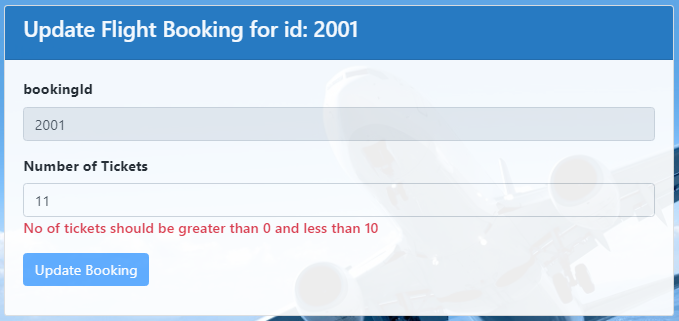 Update Flight Booking for id: 2001
bookingId
2001
Number of Tickets
11
No of tickets should be greater than 0 and less than 10
Update Booking